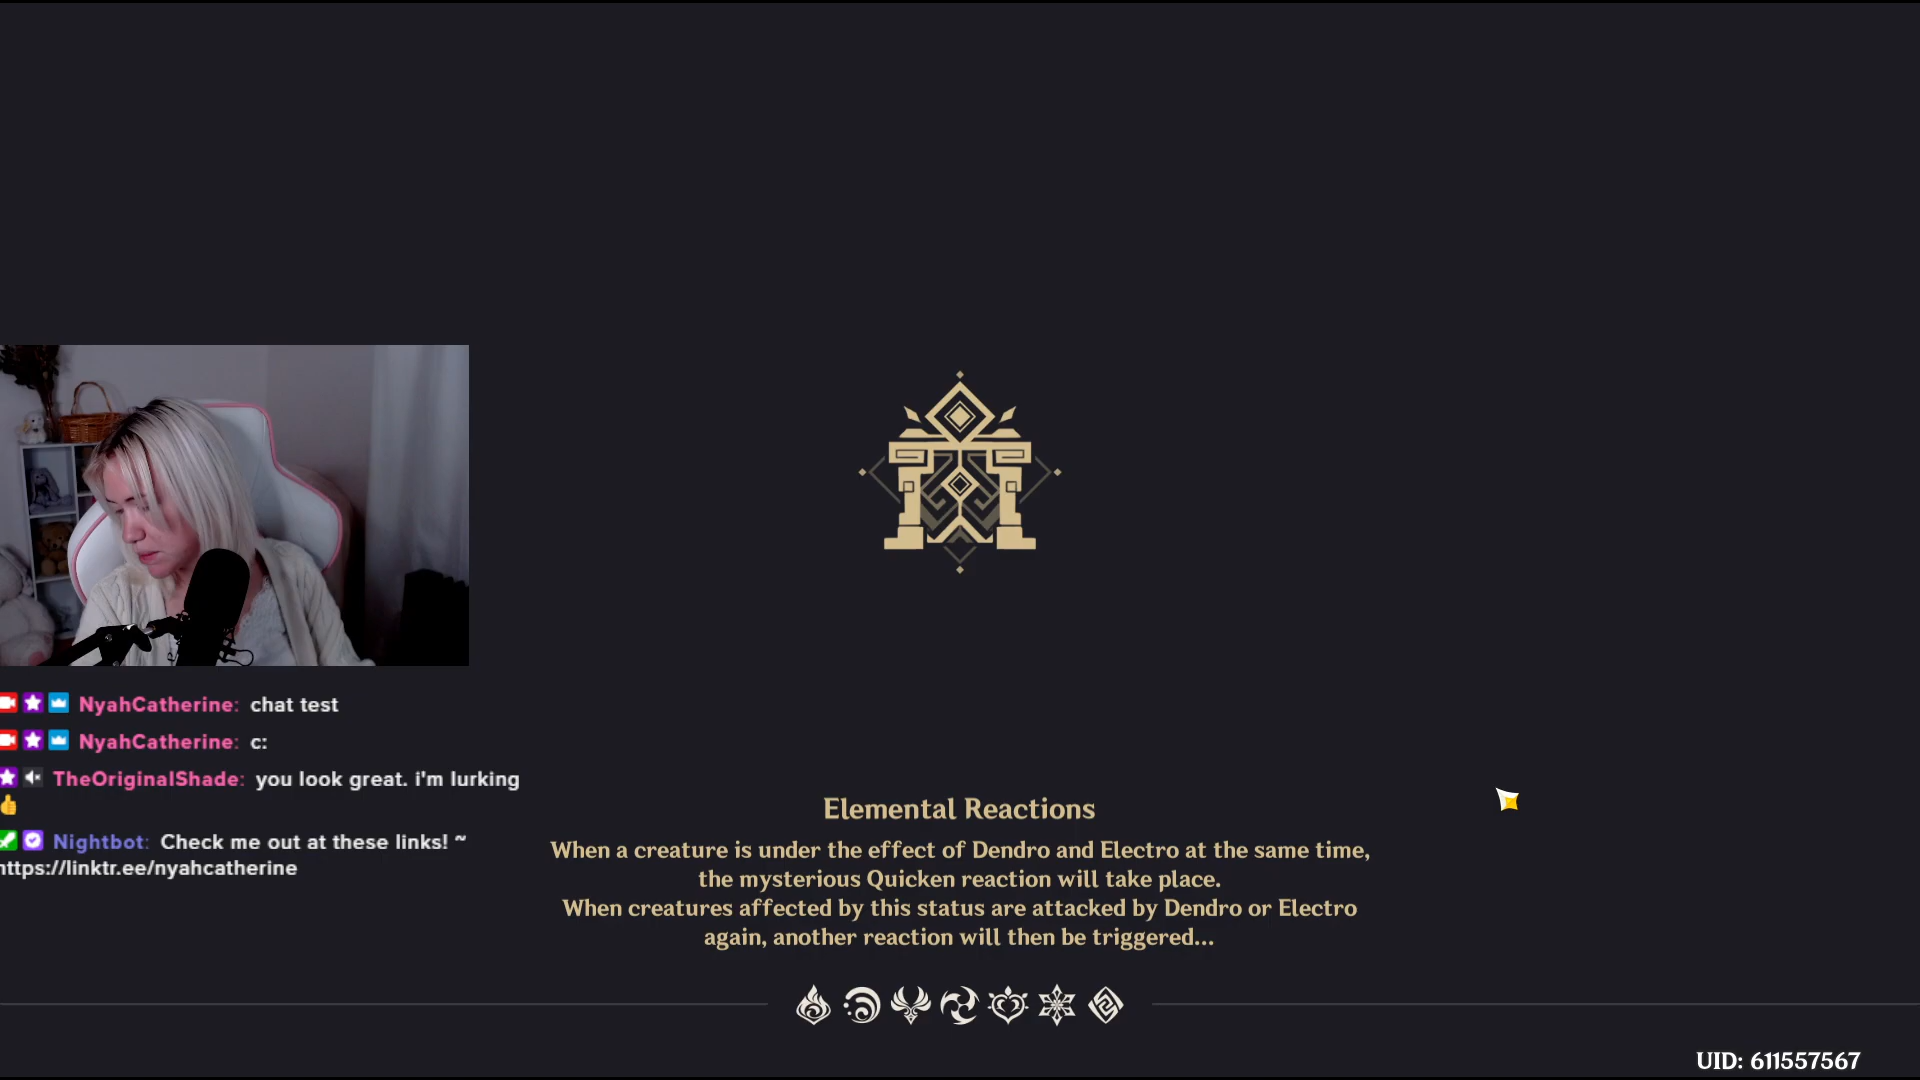 NyahCatherine: chat test
NyahCatherine: c:
TheOriginalShade: you look great. i'm lurking
Nightbot: Check me out at these links! ~
https://linktr.ee/nyahcatherine
Elemental Reactions
When a creature is under the effect of Dendro and Electro at the same time,
the mysterious Quicken reaction will take place.
When creatures affected by this status are attacked by Dendro or Electro
again, another reaction will then be triggered...
UID: 611557567